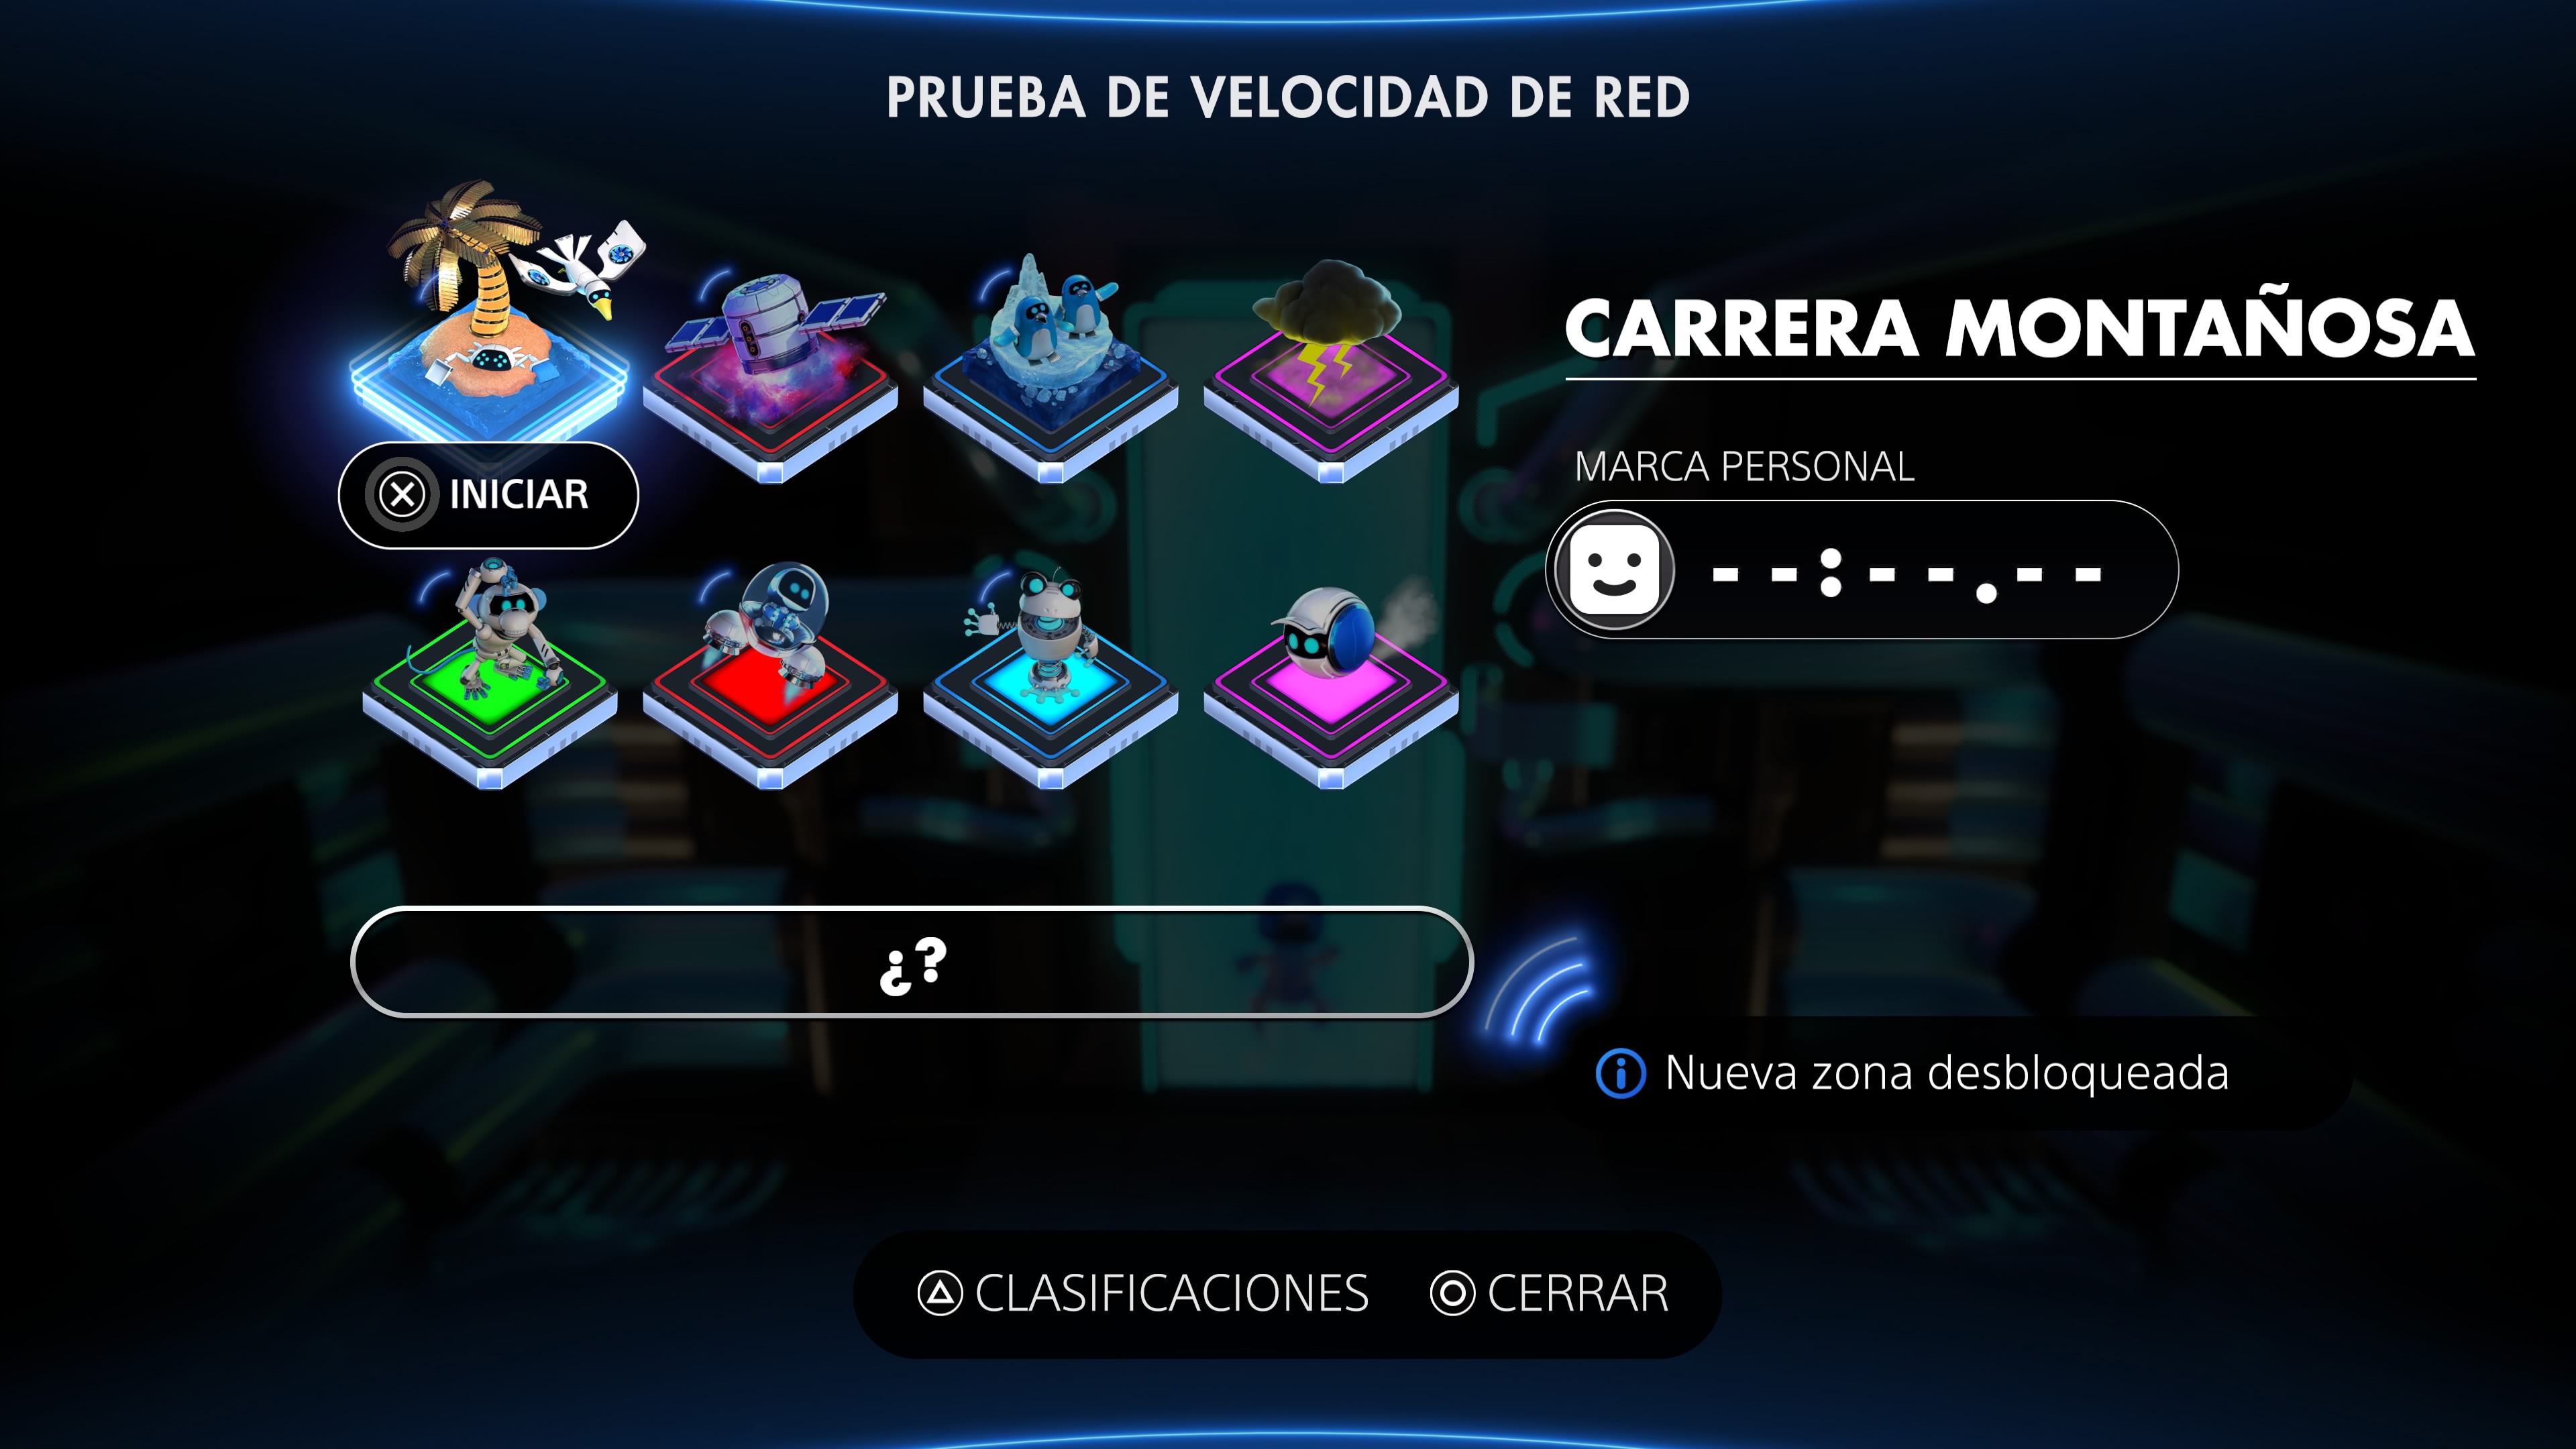 PRUEBA DE VELOCIDAD DE RED
CARRERA MONTAÑOSA
MARCA PERSONAL
--:--.--
INICIAR
¿?
Nueva zona desbloqueada
CLASIFICACIONES CERRAR